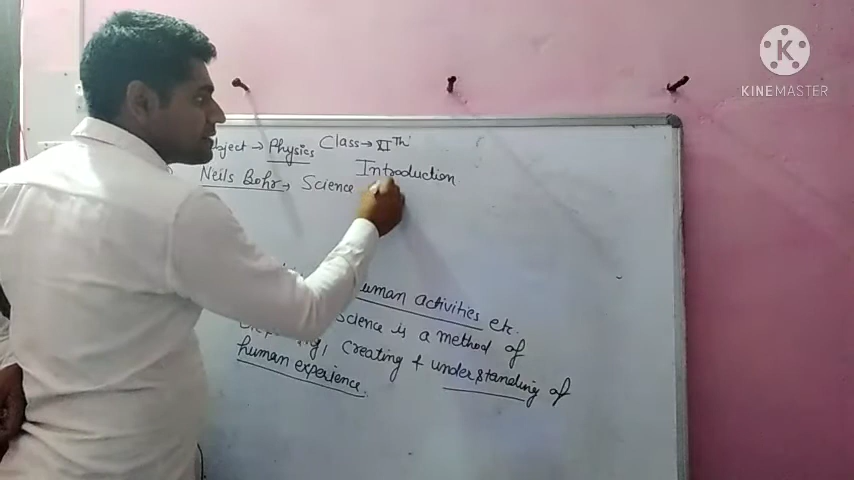 KINEMASTER
→ Physics Class → XI Th
Introduction
Neils Bohr → Science
human activities etc.
Science is a method of
creating + understanding of
human experience.